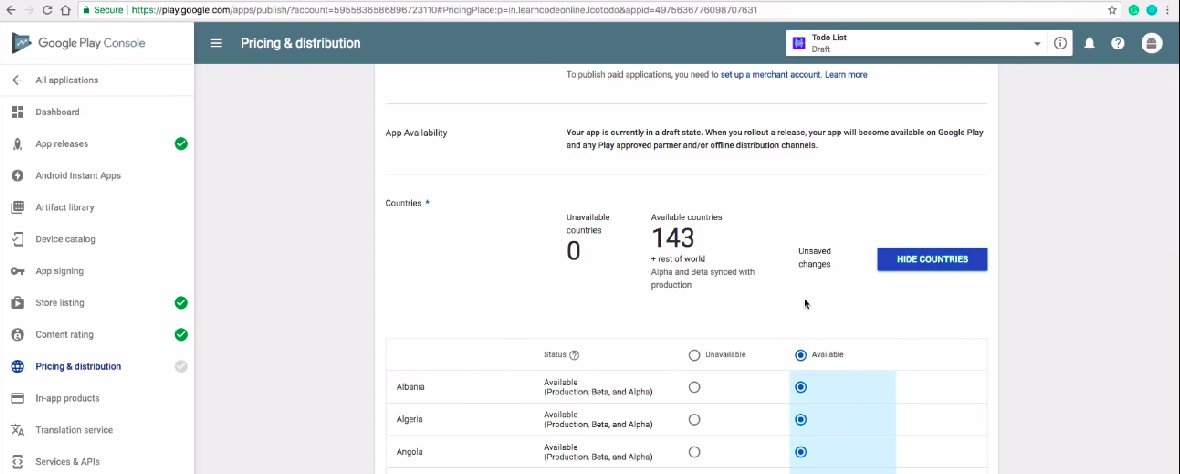 Secure https://play.google.com/apps/publish/?account=5955838586896723110#PricingPlace:p=in.learncodeonline.lcotodo&appid=4975636776098707631
Google Play Console
Pricing & distribution
Todo List
Draft
All applications
Dashboard
App releases
Android Instant Apps
Artifact library
Device catalog
App signing
Store listing
Content rating
Pricing & distribution
In-app products
Translation service
Services & APIs
To publish paid applications, you need to set up a merchant account. Learn more
App Availability
Your app is currently in a draft state. When you rollout a release, your app will become available on Google Play
and any Play approved partner and/or offline distribution channels.
Countries *
Unavailable
countries
0
Available countries
143
+ rest of world
Alpha and Beta synced with
production
Unsaved
changes
HIDE COUNTRIES
Status Unavailable Available
Albania
Available
(Production, Beta, and Alpha)
Algeria
Available
(Production, Beta, and Alpha)
Angola
Available
(Production, Beta, and Alpha)